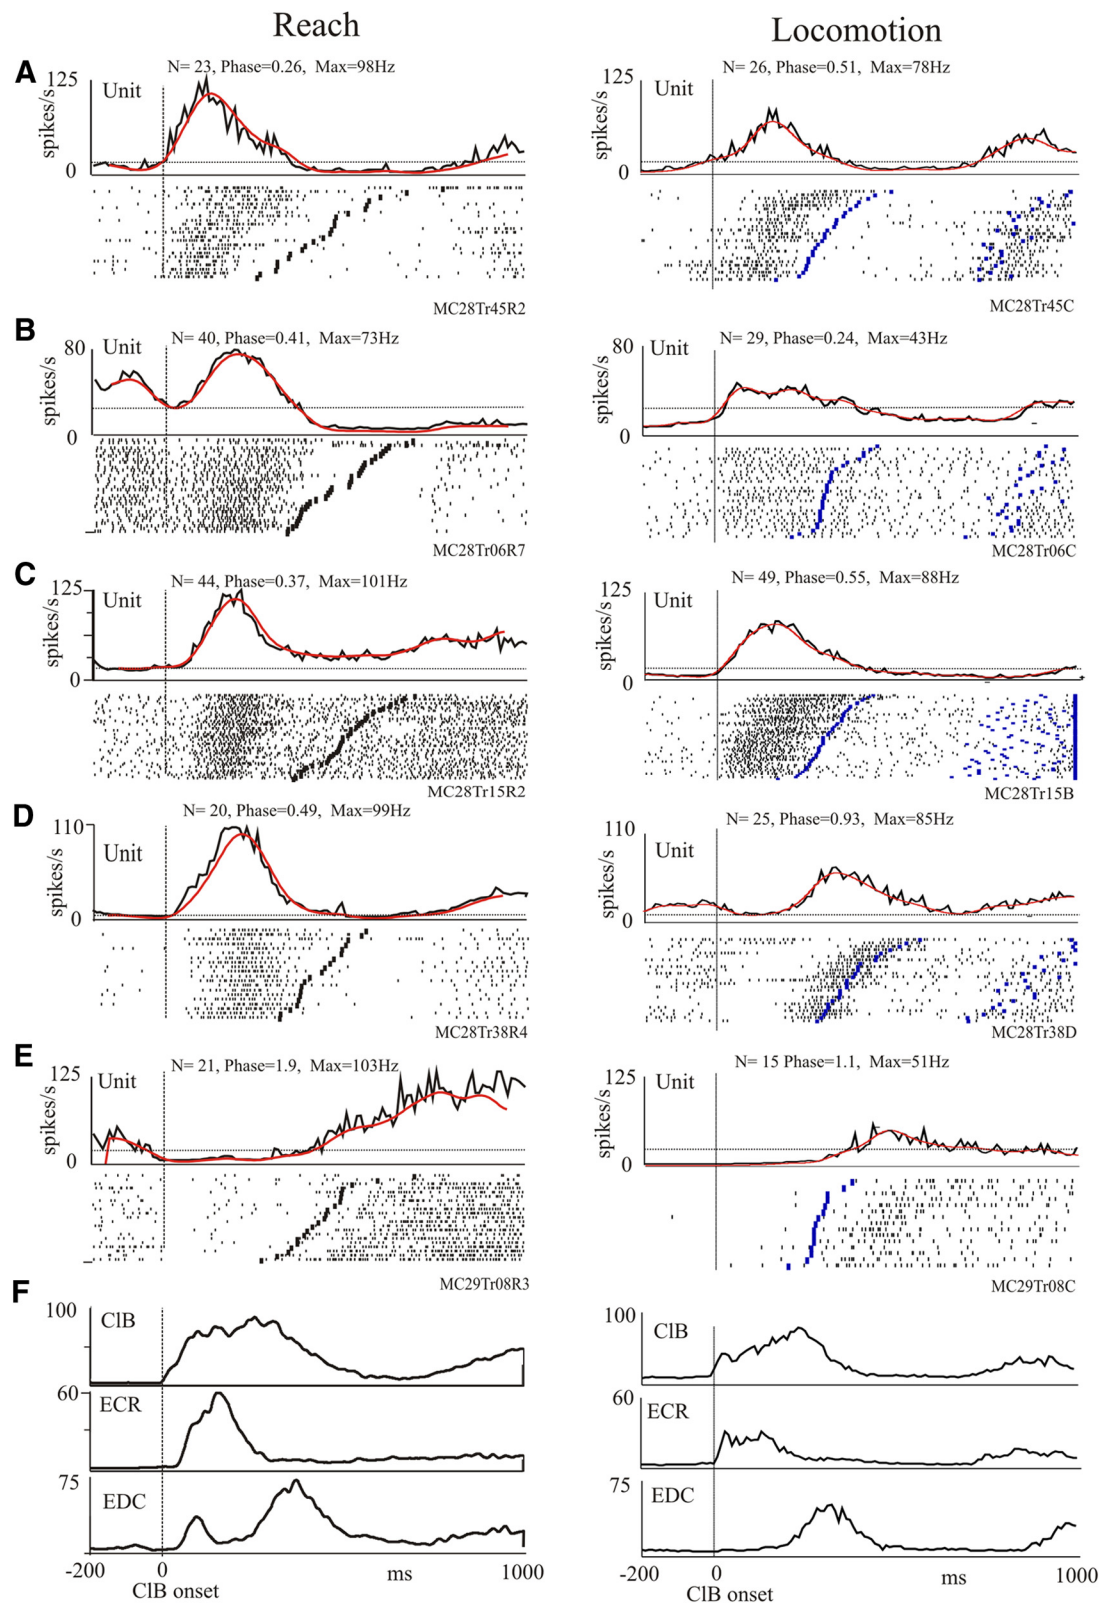 Reach
Locomotion
A
N= 23, Phase=0.26, Max=98Hz
125
Unit
spikes/s
0
MC28Tr45R2
N= 26, Phase=0.51, Max=78Hz
125
Unit
spikes/s
0
MC28Tr45C
B
N= 40, Phase=0.41, Max=73Hz
80
Unit
spikes/s
0
MC28Tr06R7
N= 29, Phase=0.24, Max=43Hz
80
Unit
spikes/s
0
MC28Tr06C
C
N= 44, Phase=0.37, Max=101Hz
125
Unit
spikes/s
0
MC28Tr15R2
N= 49, Phase=0.55, Max=88Hz
125
Unit
spikes/s
0
MC28Tr15B
D
N= 20, Phase=0.49, Max=99Hz
110
Unit
spikes/s
0
MC28Tr38R4
N= 25, Phase=0.93, Max=85Hz
110
Unit
spikes/s
0
MC28Tr38D
E
N= 21, Phase=1.9, Max=103Hz
125
Unit
spikes/s
0
MC29Tr08R3
N= 15 Phase=1.1, Max=51Hz
125
Unit
spikes/s
0
MC29Tr08C
F
100
ClB
60
ECR
75
EDC
-200 0 ms 1000
ClB onset
100
ClB
60
ECR
75
EDC
-200 0 ms 1000
ClB onset